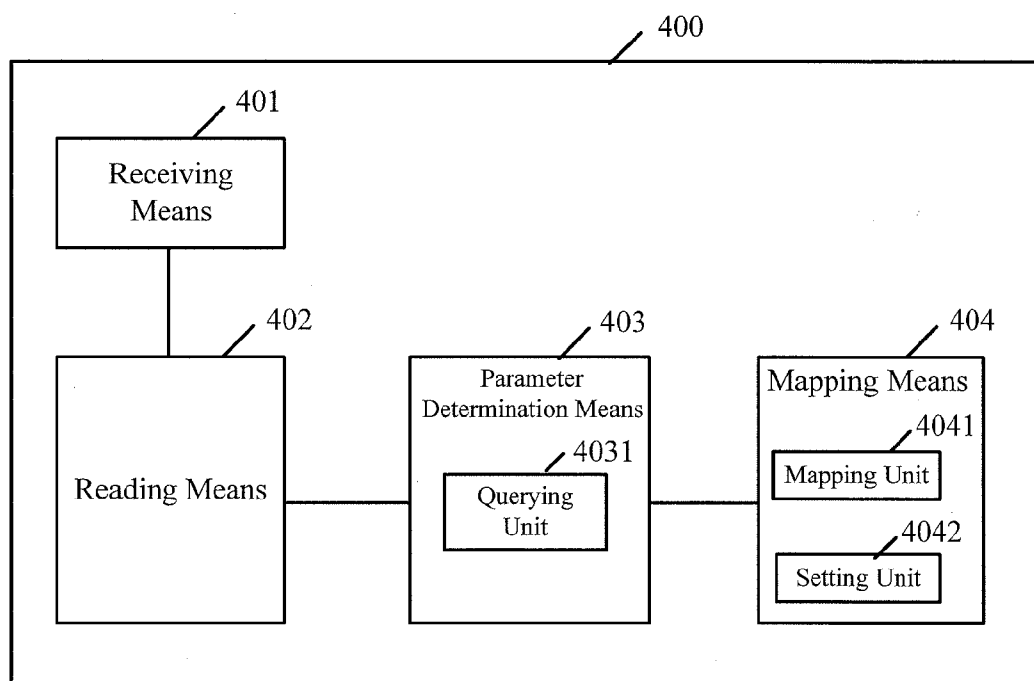 400
401
Receiving
Means
402
Reading Means
403
Parameter
Determination Means
4031
Querying
Unit
404
Mapping Means
4041
Mapping Unit
4042
Setting Unit